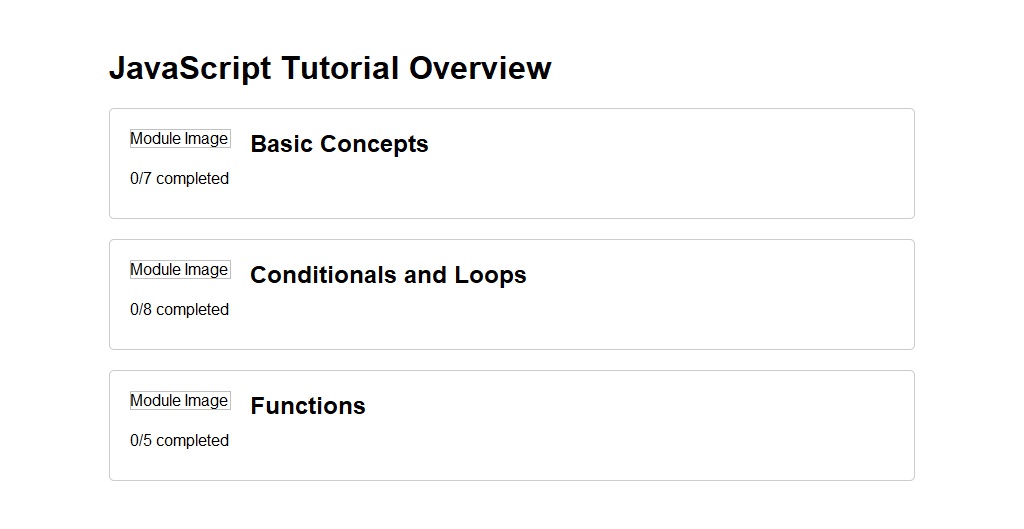 JavaScript Tutorial Overview
Module Image
Basic Concepts
0/7 completed
Module Image
Conditionals and Loops
0/8 completed
Module Image
Functions
0/5 completed